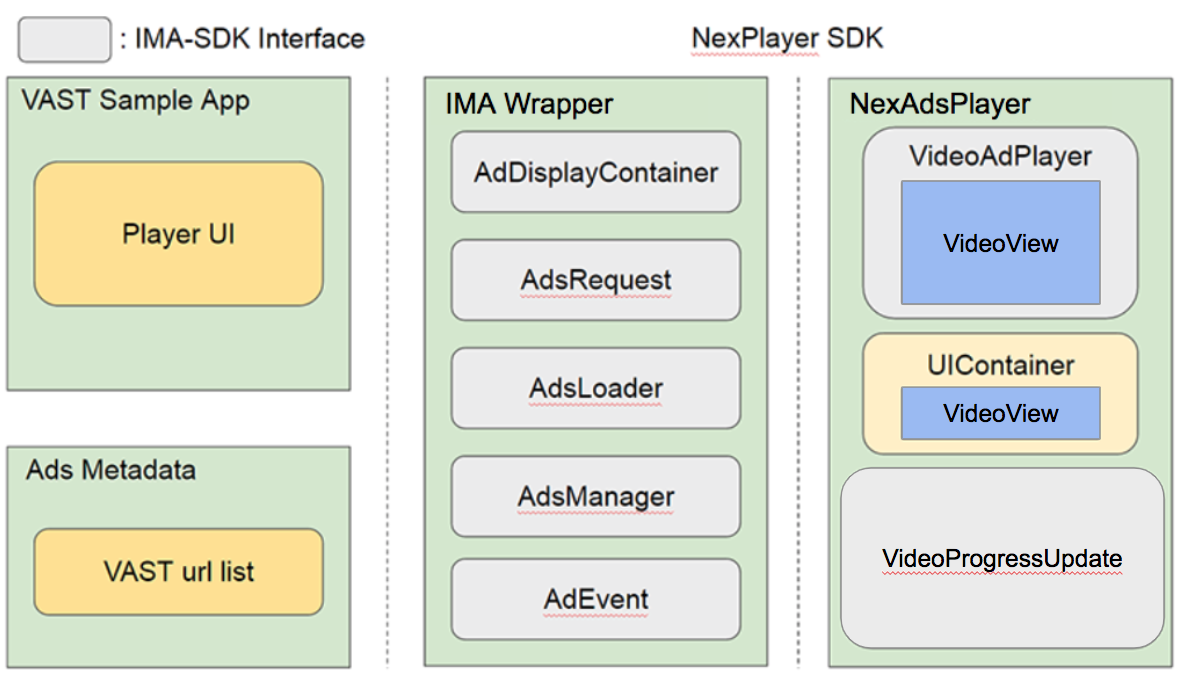 : IMA-SDK Interface
NexPlayer SDK
VAST Sample App
Player UI
Ads Metadata
VAST url list
IMA Wrapper
AdDisplayContainer
AdsRequest
AdsLoader
AdsManager
AdEvent
NexAdsPlayer
VideoAdPlayer
VideoView
UIContainer
VideoView
VideoProgressUpdate